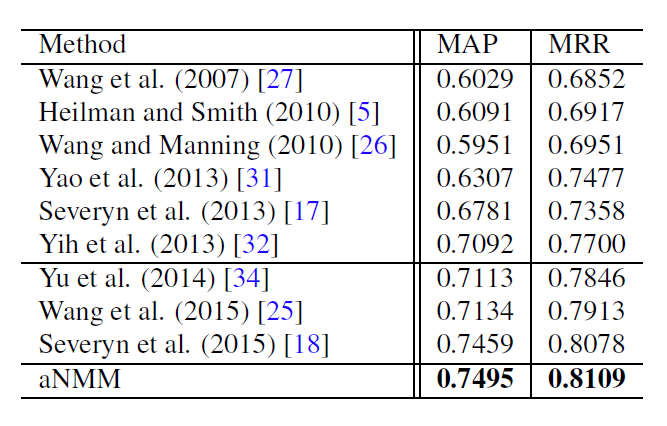 Method MAP MRR
Wang et al. (2007) [27] 0.6029 0.6852
Heilman and Smith (2010) [5] 0.6091 0.6917
Wang and Manning (2010) [26] 0.5951 0.6951
Yao et al. (2013) [31] 0.6307 0.7477
Severyn et al. (2013) [17] 0.6781 0.7358
Yih et al. (2013) [32] 0.7092 0.7700
Yu et al. (2014) [34] 0.7113 0.7846
Wang et al. (2015) [25] 0.7134 0.7913
Severyn et al. (2015) [18] 0.7459 0.8078
aNMM 0.7495 0.8109